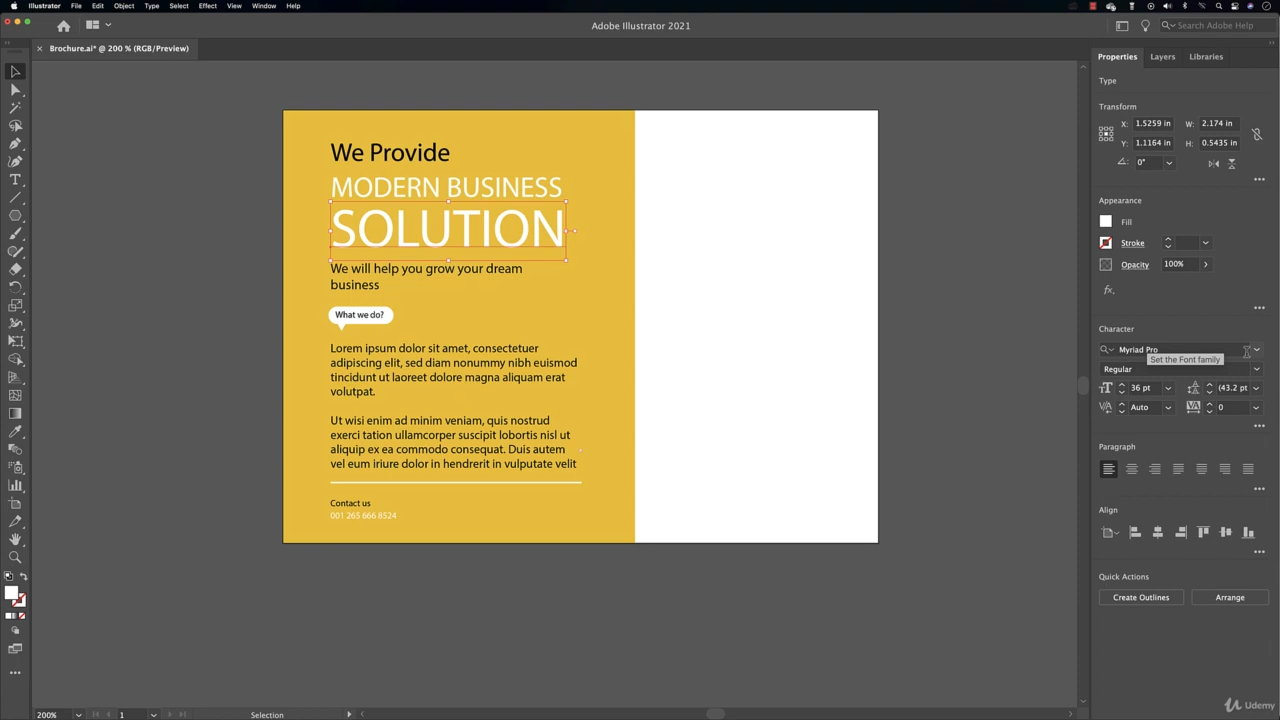 Illustrator File Edit Object Type Select Effect View Window Help
Adobe Illustrator 2021
Search Adobe Help
× Brochure.ai* @ 200 % (RGB/Preview)
Properties Layers Libraries
Type
Transform
X: 1.5259 in W: 2.174 in
Y: 1.1164 in H: 0.5435 in
0°
Appearance
Fill
Stroke
Opacity 100%
fx.
Character
Myriad Pro
Set the Font family
Regular
36 pt (43.2 pt
Auto 0
Paragraph
Align
Quick Actions
Create Outlines Arrange
We Provide
MODERN BUSINESS
SOLUTION
We will help you grow your dream
business
What we do?
Lorem ipsum dolor sit amet, consectetuer
adipiscing elit, sed diam nonummy nibh euismod
tincidunt ut laoreet dolore magna aliquam erat
volutpat.
Ut wisi enim ad minim veniam, quis nostrud
exerci tation ullamcorper suscipit lobortis nisl ut
aliquip ex ea commodo consequat. Duis autem
vel eum iriure dolor in hendrerit in vulputate velit
Contact us
001 265 666 8524
200% 1 Selection
Udemy